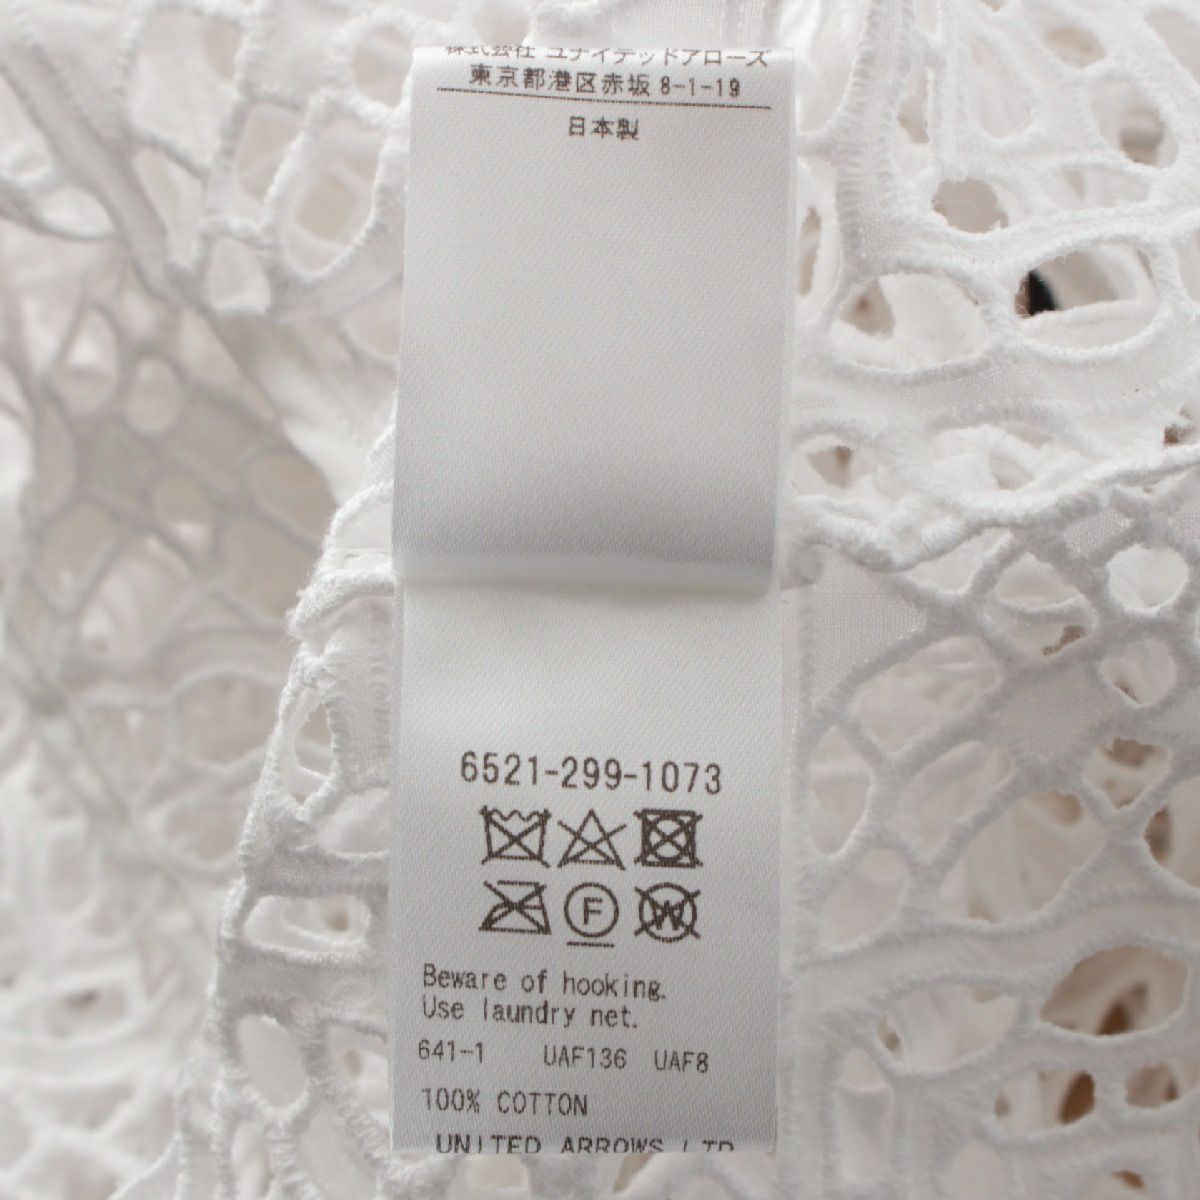 株式会社 ユナイテッドアローズ
東京都港区赤坂 8-1-19
日本製
6521-299-1073
F
W
Beware of hooking.
Use laundry net.
641-1 UAF136 UAF8
100% COTTON
UNITED ARROWS LTD